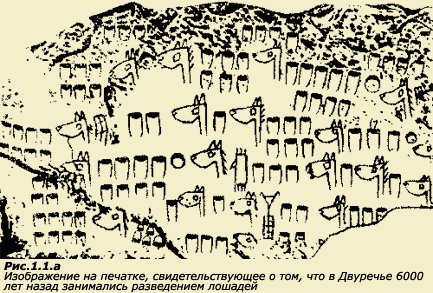 Рис.1.1.а
Изображение на печатке, свидетельствующее о том, что в Двуречье 6000
лет назад занимались разведением лошадей